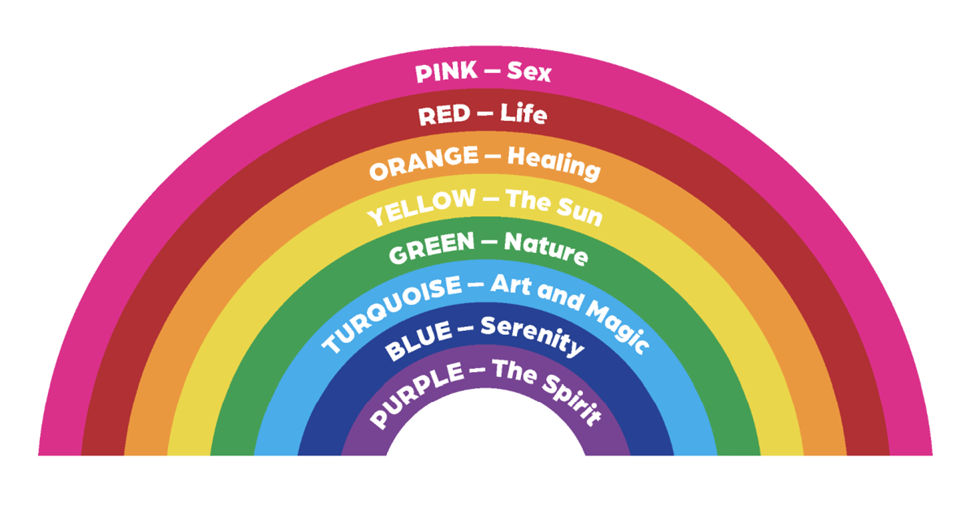 PINK – Sex
RED – Life
ORANGE – Healing
YELLOW – The Sun
GREEN – Nature
TURQUOISE – Art and Magic
BLUE – Serenity
PURPLE – The Spirit